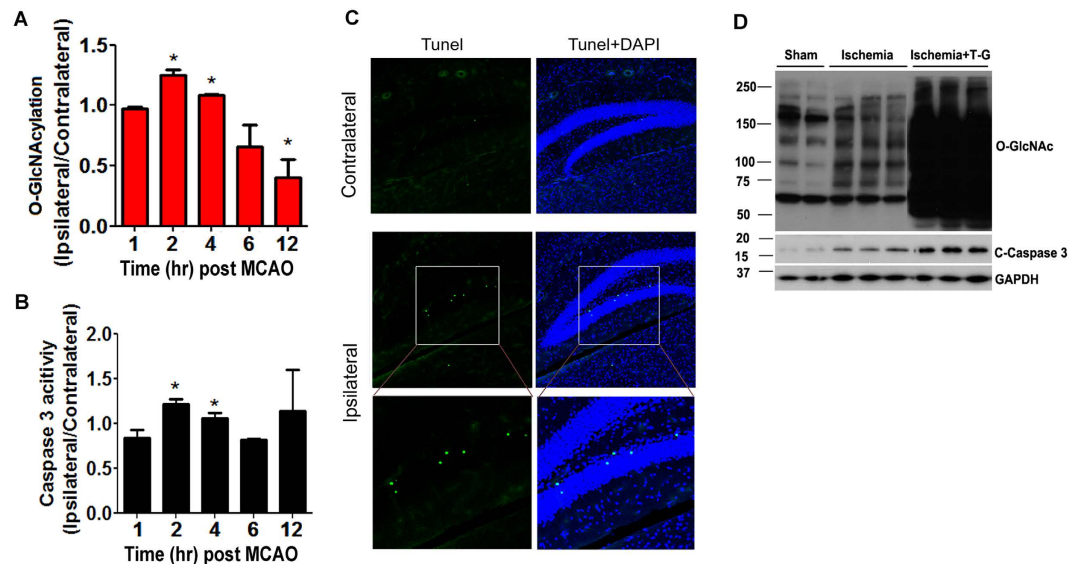 A
O-GlcNAcylation
(Ipsilateral/Contralateral)
1.5
1.0
0.5
0.0
* * *
1 2 4 6 12
Time (hr) post MCAO
B
Caspase 3 acitiviy
(Ipsilateral/Contralateral)
2.0
1.5
1.0
0.5
0.0
* *
1 2 4 6 12
Time (hr) post MCAO
C
Tunel Tunel+DAPI
Contralateral
Ipsilateral
D
Sham Ischemia Ischemia+T-G
250
150
100
75
50
O-GlcNAc
20
15
C-Caspase 3
37
GAPDH